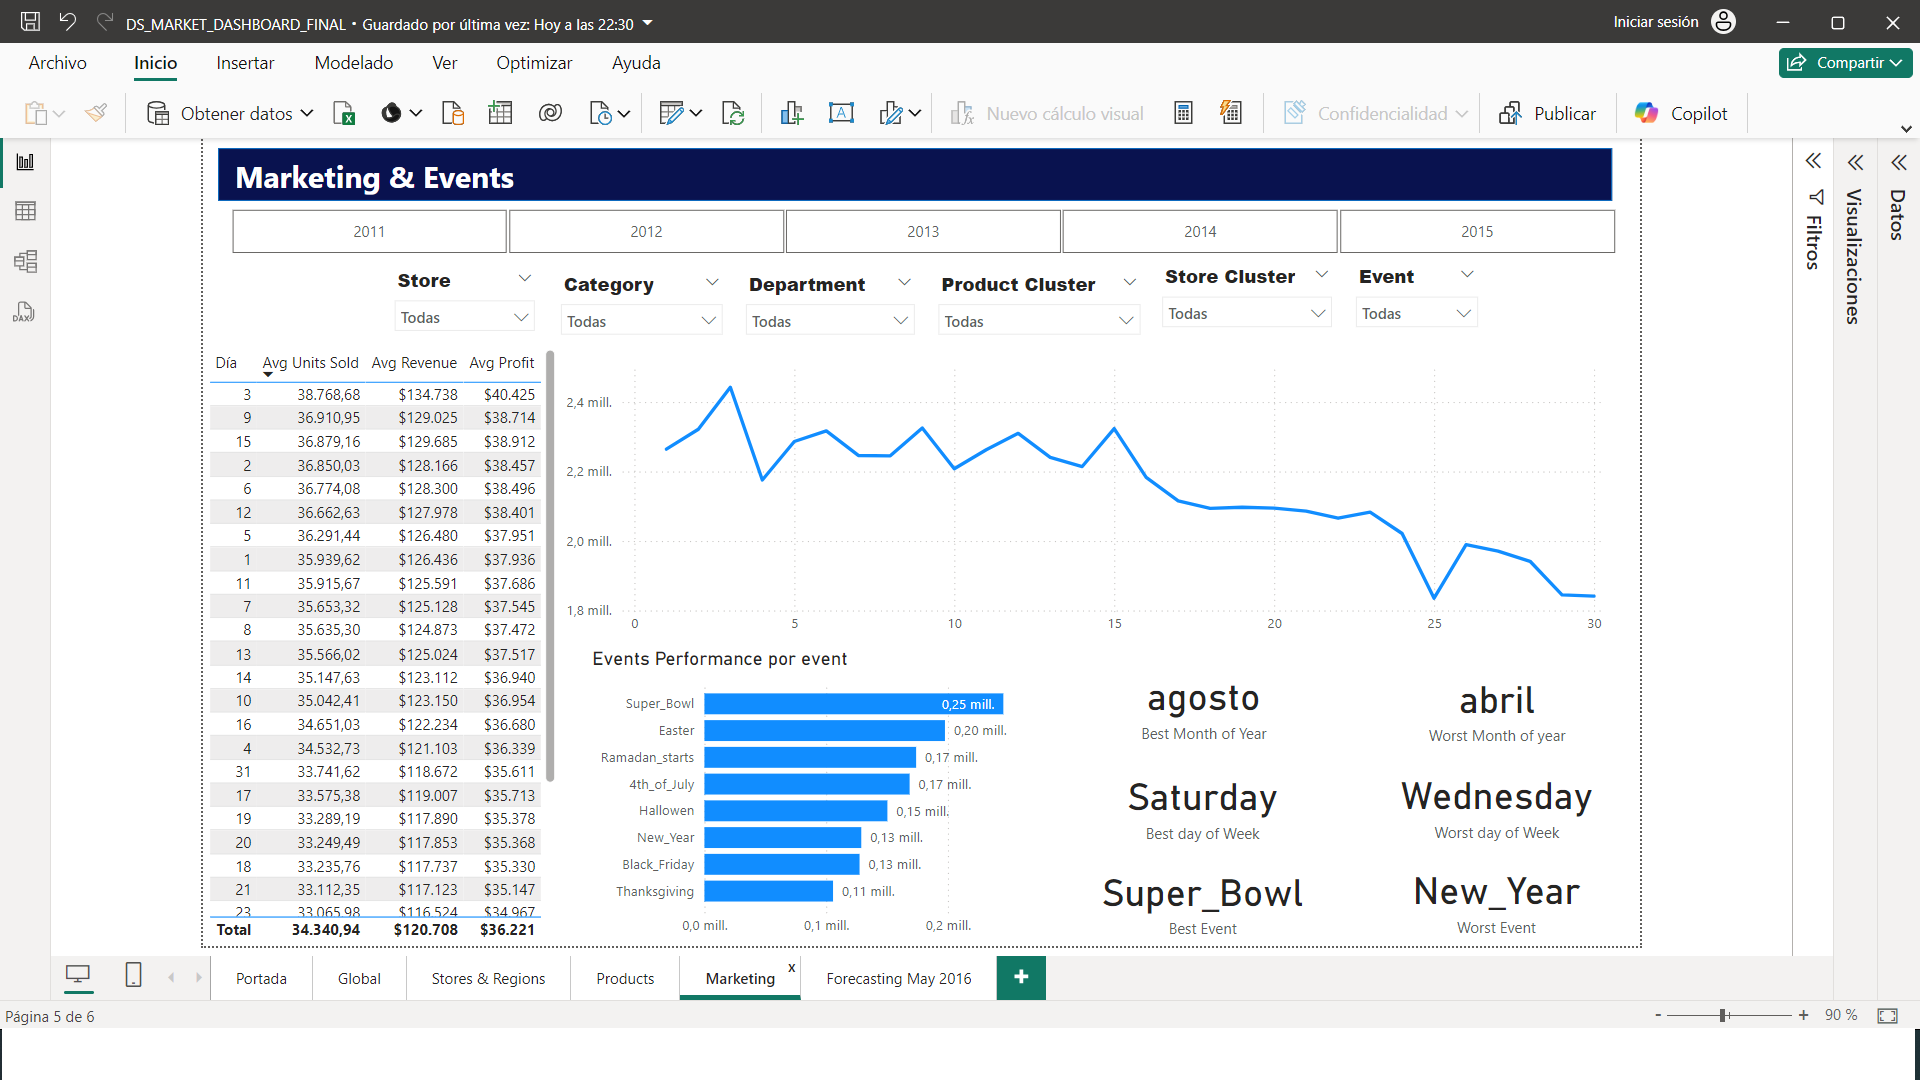 DS_MARKET_DASHBOARD_FINAL • Guardado por última vez: Hoy a las 22:30
Iniciar sesión
Archivo Inicio Insertar Modelado Ver Optimizar Ayuda
Compartir
Obtener datos
Nuevo cálculo visual
Confidencialidad
Publicar
Copilot
Marketing & Events
2011 2012 2013 2014 2015
Store Category Department Product Cluster Store Cluster Event
Todas Todas Todas Todas Todas Todas
Día Avg Units Sold Avg Revenue Avg Profit
3 38.768,68 $134.738 $40.425
9 36.910,95 $129.025 $38.714
15 36.879,16 $129.685 $38.912
2 36.850,03 $128.166 $38.457
6 36.774,08 $128.300 $38.496
12 36.662,63 $127.978 $38.401
5 36.291,44 $126.480 $37.951
1 35.939,62 $126.436 $37.936
11 35.915,67 $125.591 $37.686
7 35.653,32 $125.128 $37.545
8 35.635,30 $124.873 $37.472
13 35.566,02 $125.024 $37.517
14 35.147,63 $123.112 $36.940
10 35.042,41 $123.150 $36.954
16 34.651,03 $122.234 $36.680
4 34.532,73 $121.103 $36.339
31 33.741,62 $118.672 $35.611
17 33.575,38 $119.007 $35.713
19 33.289,19 $117.890 $35.378
20 33.249,49 $117.853 $35.368
18 33.235,76 $117.737 $35.330
21 33.112,35 $117.123 $35.147
23 33.065,98 $116.524 $34.967
Total 34.340,94 $120.708 $36.221
2,4 mill.
2,2 mill.
2,0 mill.
1,8 mill.
0 5 10 15 20 25 30
Events Performance por event
Super_Bowl 0,25 mill.
Easter 0,20 mill.
Ramadan_starts 0,17 mill.
4th_of_July 0,17 mill.
Hallowen 0,15 mill.
New_Year 0,13 mill.
Black_Friday 0,13 mill.
Thanksgiving 0,11 mill.
0,0 mill. 0,1 mill. 0,2 mill.
agosto
Best Month of Year
abril
Worst Month of year
Saturday
Best day of Week
Wednesday
Worst day of Week
Super_Bowl
Best Event
New_Year
Worst Event
Filtros
Visualizaciones
Datos
DAX
Portada Global Stores & Regions Products Marketing x Forecasting May 2016 +
Página 5 de 6
- + 90 %